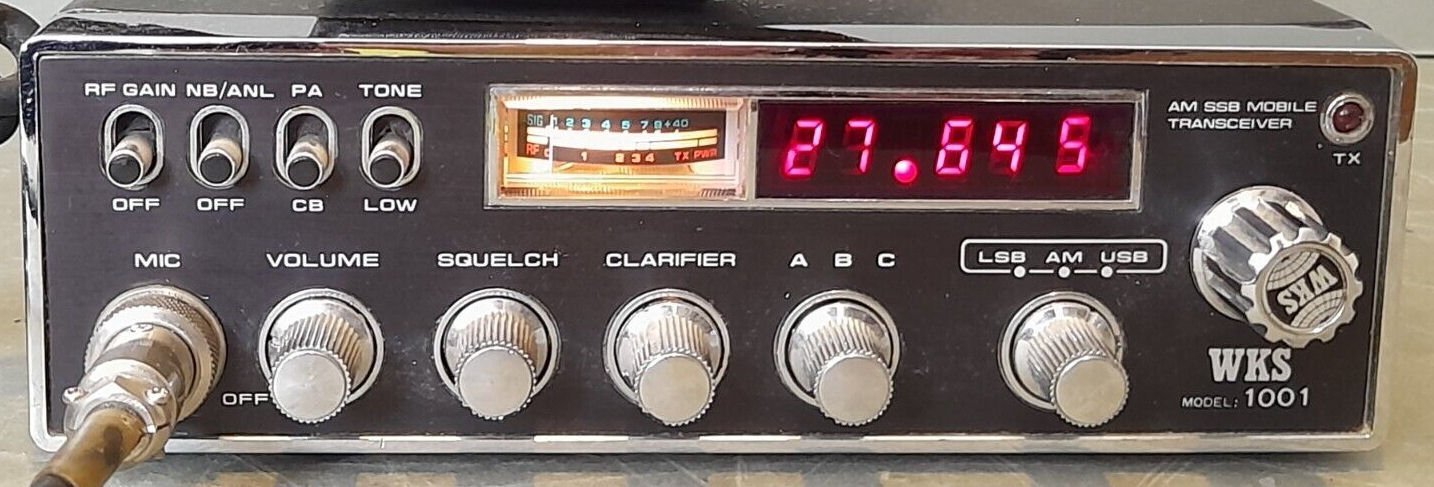 RF GAIN NB/ANL PA TONE
OFF OFF CB LOW
SIG 1 2 3 4 5 7 9 +40
RF 0 1 2 3 4 TX PWR
27.645
AM SSB MOBILE
TRANSCEIVER
TX
MIC VOLUME SQUELCH CLARIFIER A B C LSB AM USB
OFF
WKS
WKS
MODEL: 1001